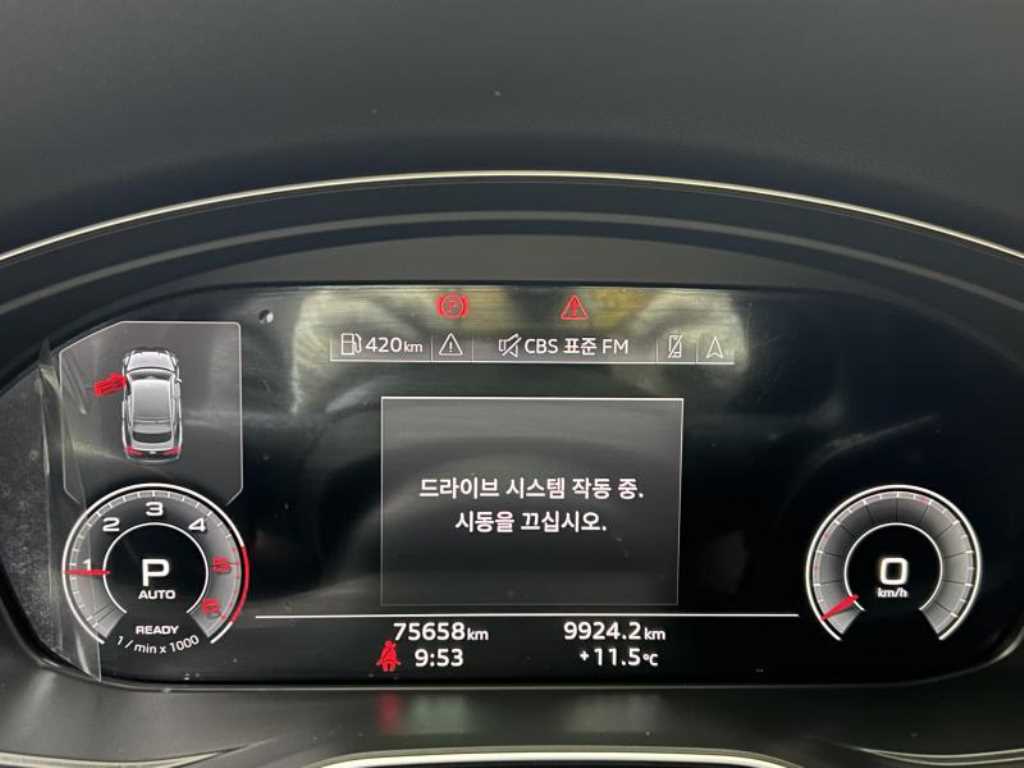 420km
CBS 표준 FM
드라이브 시스템 작동 중.
시동을 끄십시오.
1 2 3 4 5 6
P
AUTO
READY
1 / min x 1000
0
km/h
75658km
9924.2km
9:53
+11.5°C